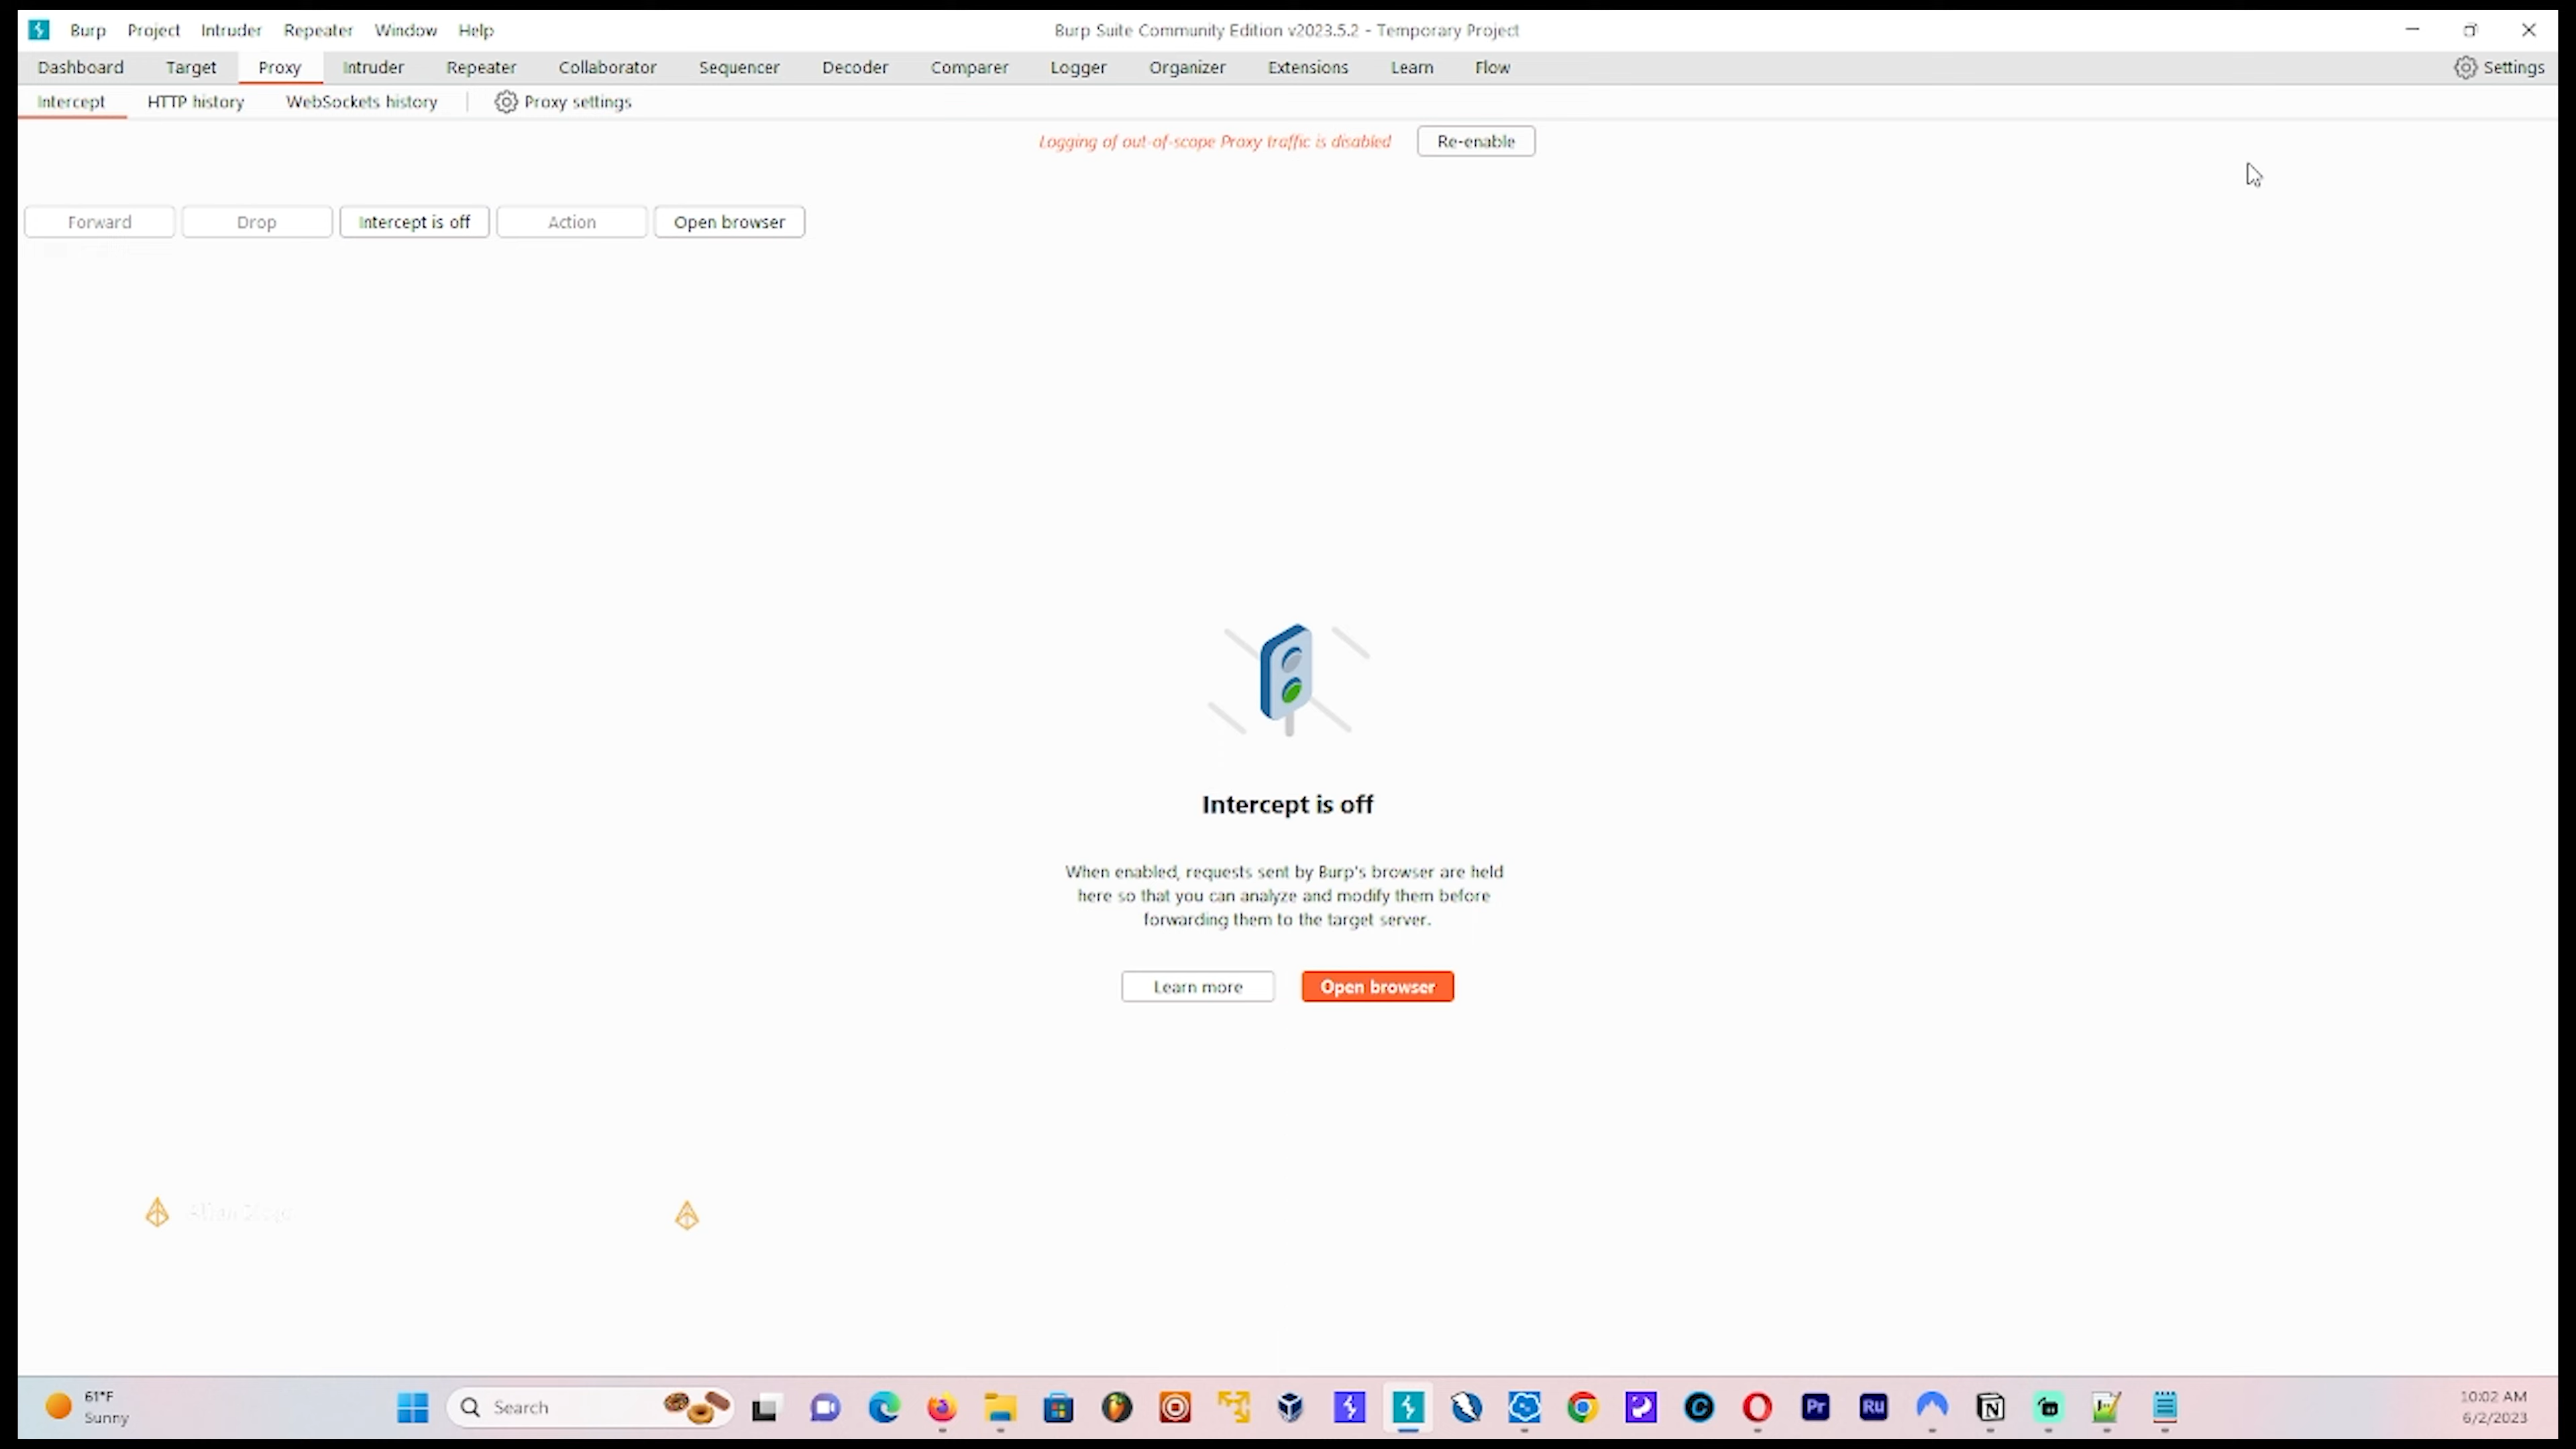 Burp Project Intruder Repeater Window Help Burp Suite Community Edition v2023.5.2 - Temporary Project
Dashboard Target Proxy Intruder Repeater Collaborator Sequencer Decoder Comparer Logger Organizer Extensions Learn Flow Settings
Intercept HTTP history WebSockets history Proxy settings
Logging of out-of-scope Proxy traffic is disabled Re-enable
Forward Drop Intercept is off Action Open browser
Intercept is off
When enabled, requests sent by Burp's browser are held
here so that you can analyze and modify them before
forwarding them to the target server.
Learn more Open browser
61°F
Sunny
Search
Pr
Ru
10:02 AM
6/2/2023